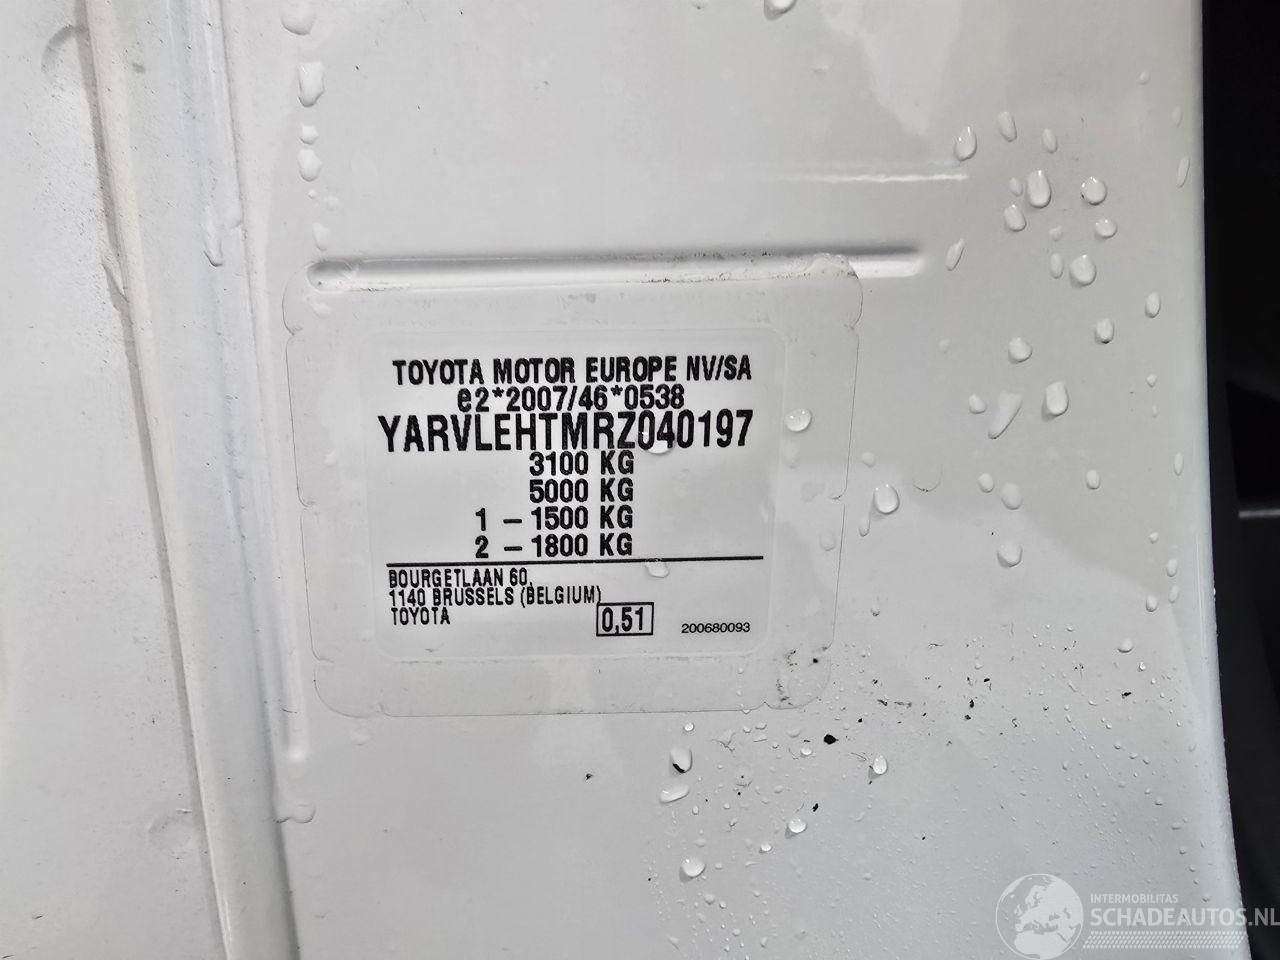 TOYOTA MOTOR EUROPE NV/SA
e2*2007/46*0538
YARVLEHTMRZ040197
3100 KG
5000 KG
1 – 1500 KG
2 – 1800 KG
BOURGETLAAN 60,
1140 BRUSSELS (BELGIUM)
TOYOTA
0,51
200680093
INTERMOBILITAS
SCHADEAUTOS.NL